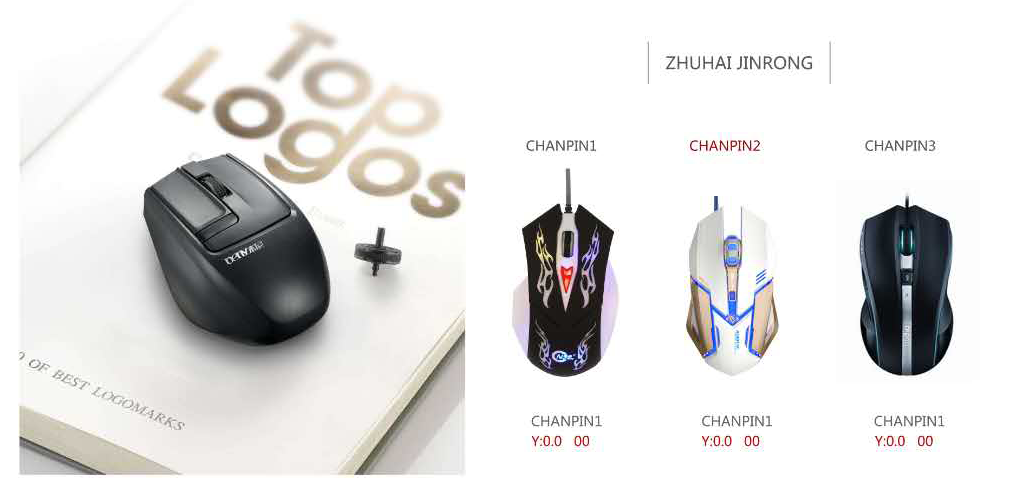 Top
Logos
O OF BEST LOGOMARKS
ZHUHAI JINRONG
CHANPIN1
CHANPIN2
CHANPIN3
CHANPIN1
CHANPIN1
CHANPIN1
Y:0.0 00
Y:0.0 00
Y:0.0 00